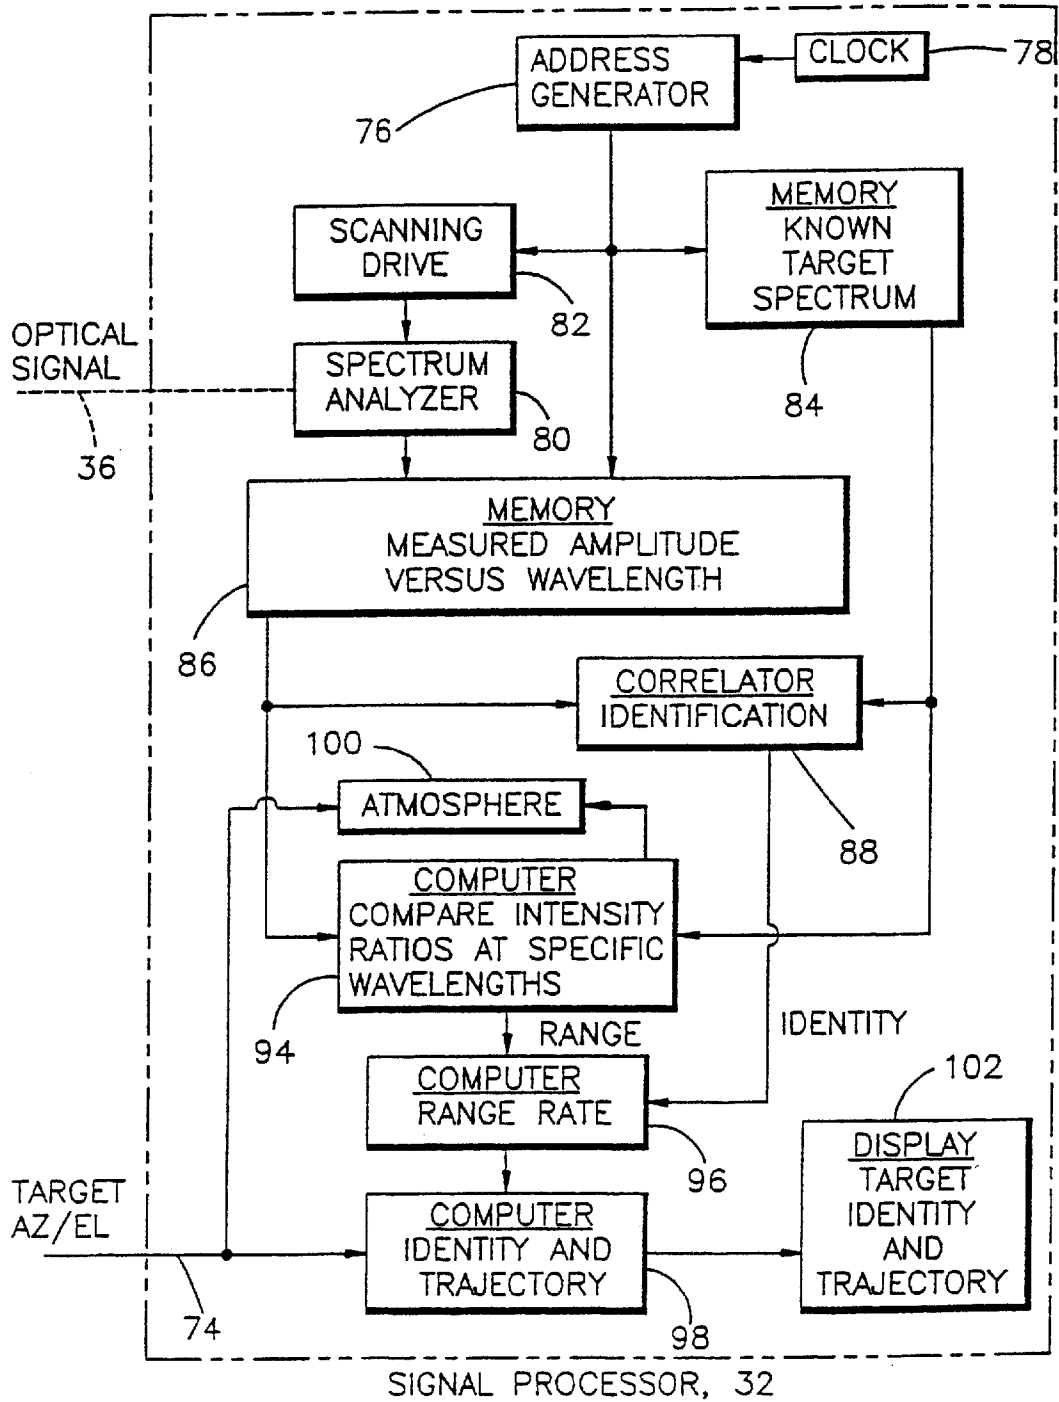 ADDRESS
GENERATOR
CLOCK
78
76
MEMORY
KNOWN
TARGET
SPECTRUM
SCANNING
DRIVE
82
84
OPTICAL
SIGNAL
SPECTRUM
ANALYZER
80
36
MEMORY
MEASURED AMPLITUDE
VERSUS WAVELENGTH
86
CORRELATOR
IDENTIFICATION
100
ATMOSPHERE
88
COMPUTER
COMPARE INTENSITY
RATIOS AT SPECIFIC
WAVELENGTHS
94
RANGE
IDENTITY
COMPUTER
RANGE RATE
96
102
DISPLAY
TARGET
IDENTITY
AND
TRAJECTORY
TARGET
AZ/EL
COMPUTER
IDENTITY AND
TRAJECTORY
74
98
SIGNAL PROCESSOR, 32